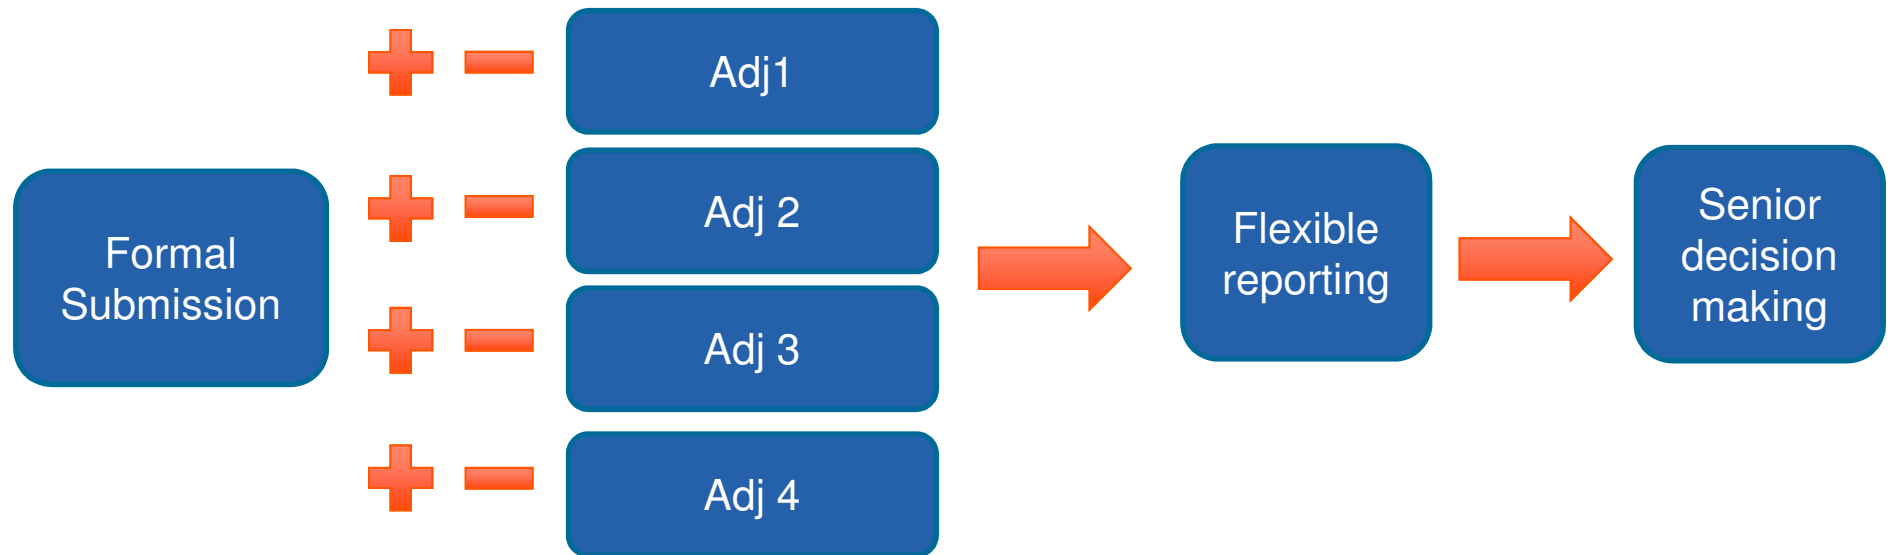 Adj1
Adj 2
Formal
Submission
Adj 3
Adj 4
Flexible
reporting
Senior
decision
making